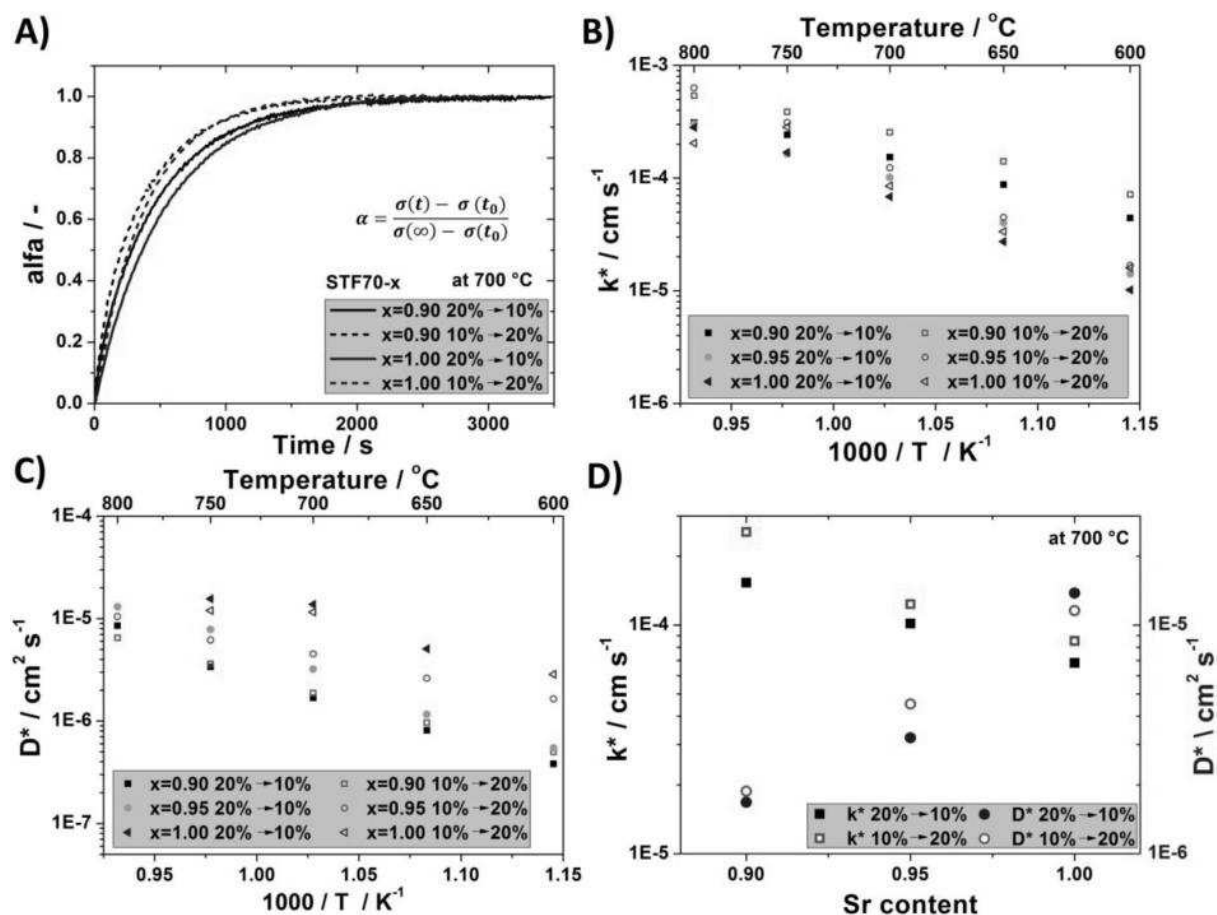 A)
1.0
0.8
0.6
0.4
0.2
0.0
alfa / -
α = σ(t) − σ(t₀)
σ(∞) − σ(t₀)
STF70-x at 700 °C
x=0.90 20%→10%
x=0.90 10%→20%
x=1.00 20%→10%
x=1.00 10%→20%
0 1000 2000 3000
Time / s
B)
Temperature / °C
800 750 700 650 600
1E-3
1E-4
1E-5
1E-6
k* / cm s⁻¹
x=0.90 20%→10% x=0.90 10%→20%
x=0.95 20%→10% x=0.95 10%→20%
x=1.00 20%→10% x=1.00 10%→20%
0.95 1.00 1.05 1.10 1.15
1000 / T / K⁻¹
C)
Temperature / °C
800 750 700 650 600
1E-4
1E-5
1E-6
1E-7
D* / cm² s⁻¹
x=0.90 20%→10% x=0.90 10%→20%
x=0.95 20%→10% x=0.95 10%→20%
x=1.00 20%→10% x=1.00 10%→20%
0.95 1.00 1.05 1.10 1.15
1000 / T / K⁻¹
D)
at 700 °C
1E-4
1E-5
k* / cm s⁻¹
1E-5
1E-6
D* \ cm² s⁻¹
k* 20%→10% D* 20%→10%
k* 10%→20% D* 10%→20%
0.90 0.95 1.00
Sr content